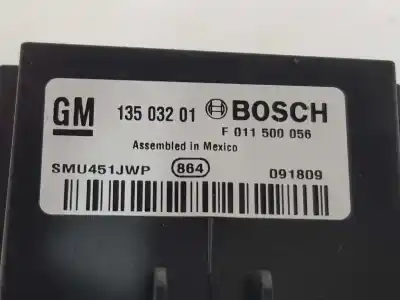 GM 135 032 01 BOSCH
F 011 500 056
Assembled in Mexico
SMU451JWP 864 091809